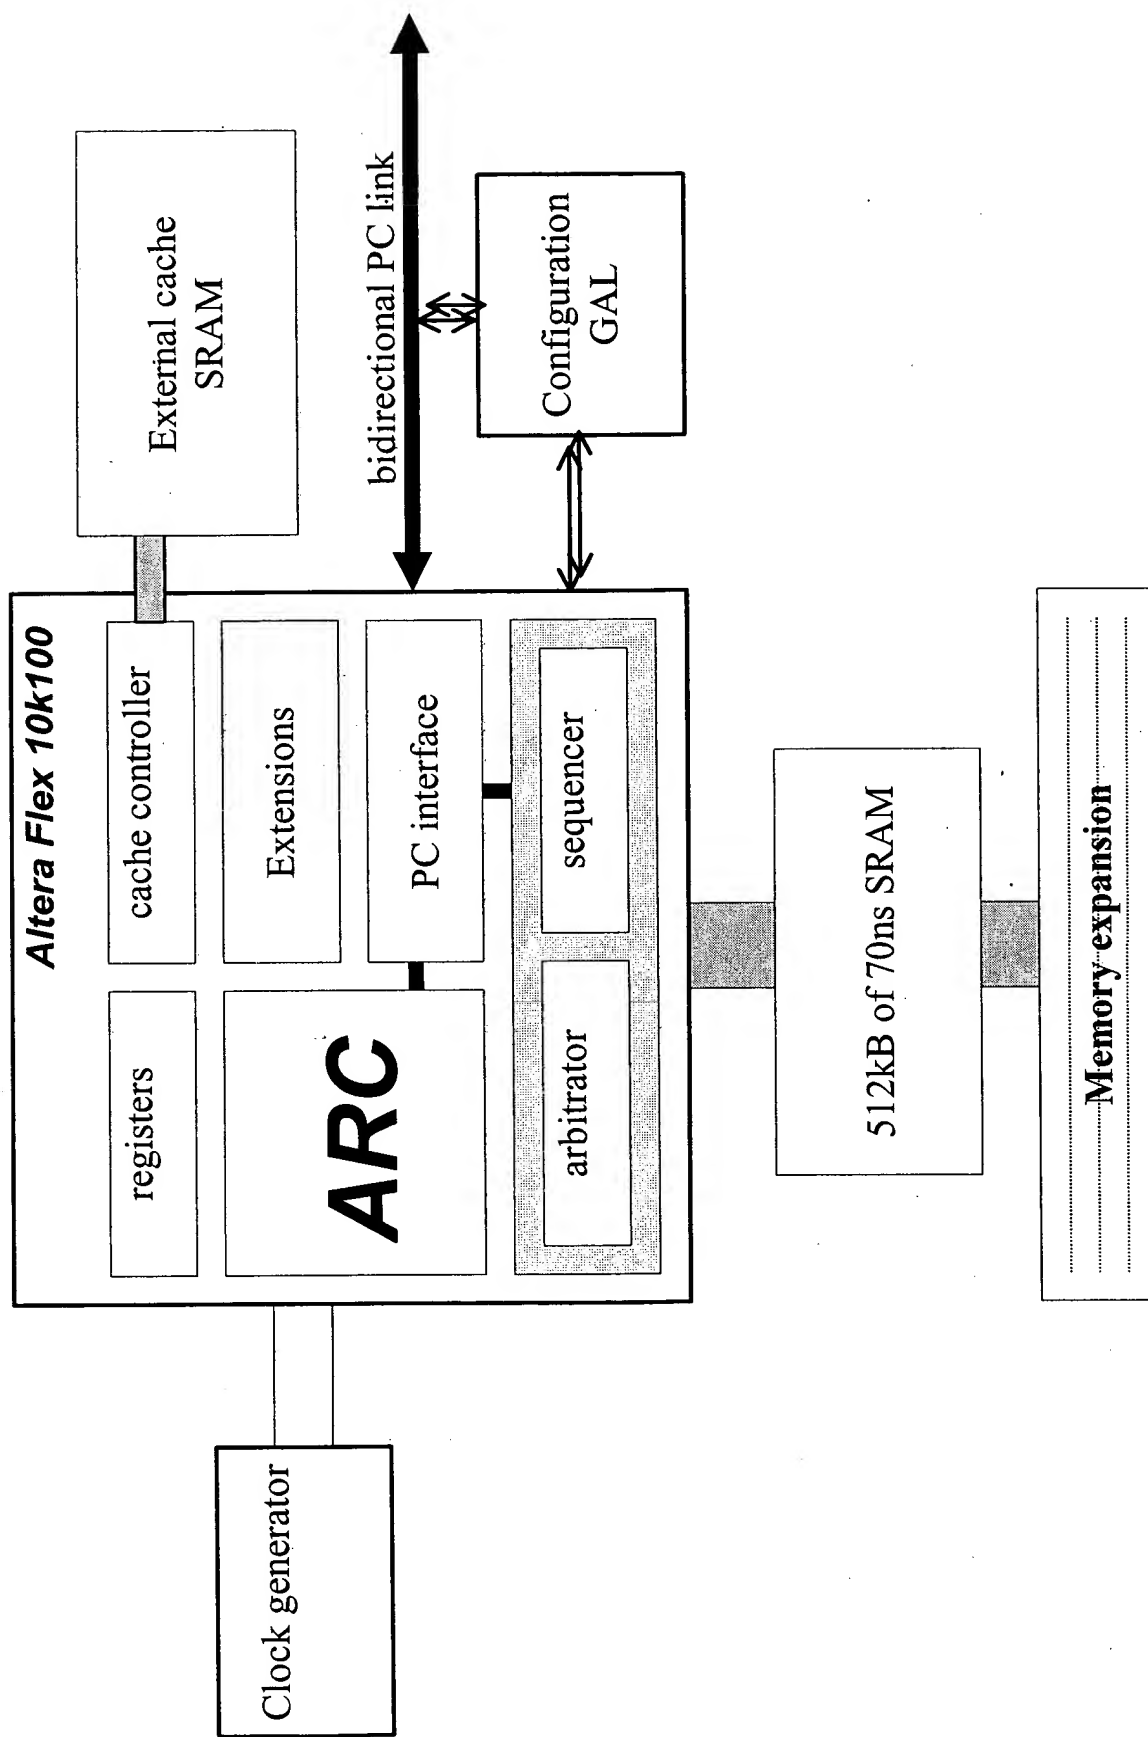 Altera Flex 10k100
registers
cache controller
External cache
SRAM
Extensions
ARC
PC interface
bidirectional PC link
Clock generator
arbitrator
sequencer
Configuration
GAL
512kB of 70ns SRAM
Memory expansion